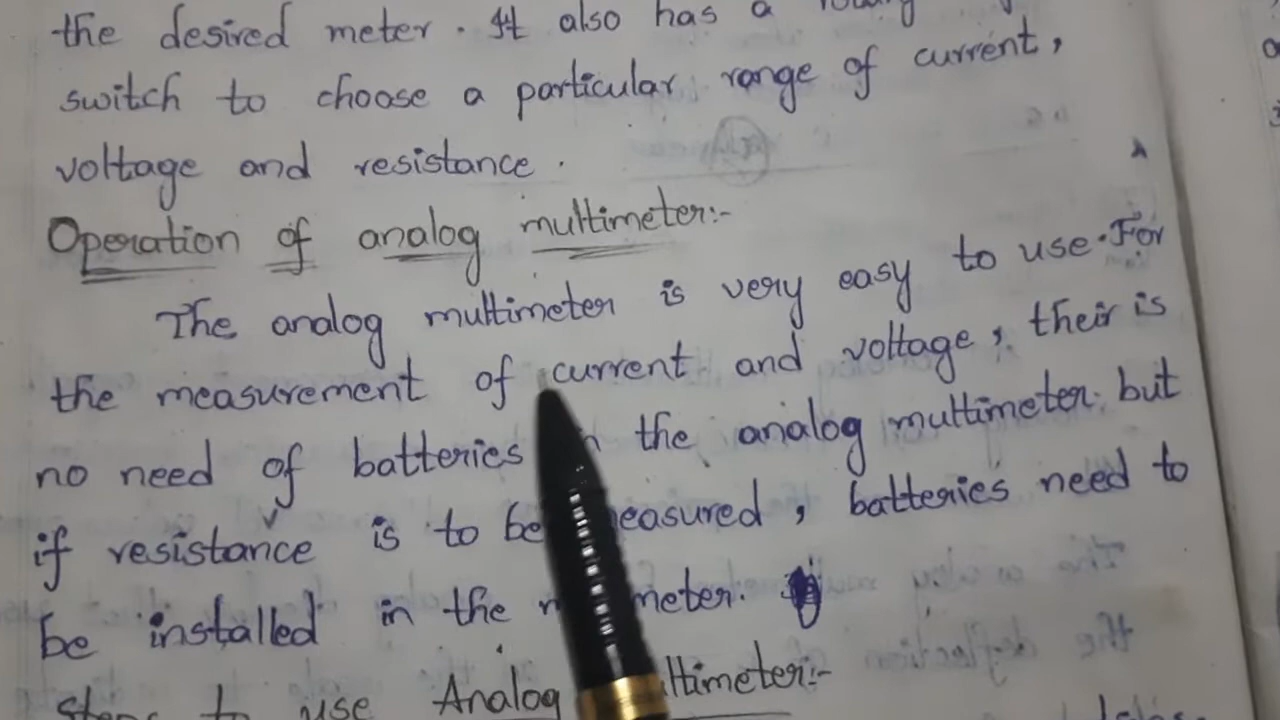 the desired meter. It also has a
switch to choose a particular range of current,
voltage and resistance.
Operation of analog multimeter:-
The analog multimeter is very easy to use. For
the measurement of current and voltage, their is
no need of batteries the analog multimeter. but
if resistance is to be measured, batteries need to
be installed in the meter.
to use Analog